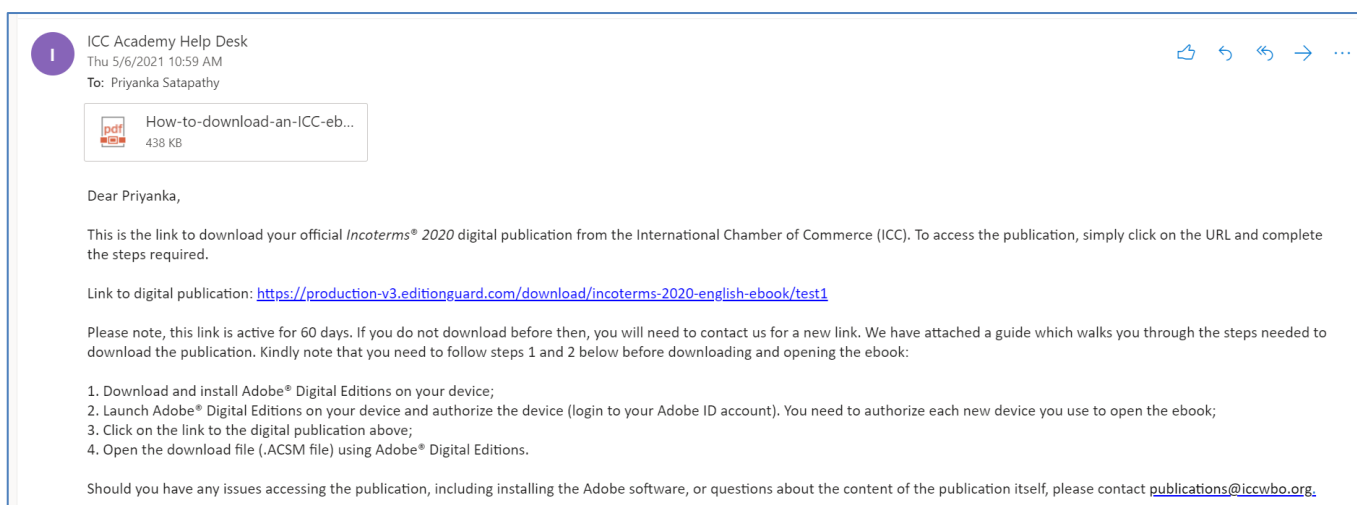 I
ICC Academy Help Desk
Thu 5/6/2021 10:59 AM
To: Priyanka Satapathy
pdf
How-to-download-an-ICC-eb...
438 KB
Dear Priyanka,
This is the link to download your official Incoterms® 2020 digital publication from the International Chamber of Commerce (ICC). To access the publication, simply click on the URL and complete
the steps required.
Link to digital publication: https://production-v3.editionguard.com/download/incoterms-2020-english-ebook/test1
Please note, this link is active for 60 days. If you do not download before then, you will need to contact us for a new link. We have attached a guide which walks you through the steps needed to
download the publication. Kindly note that you need to follow steps 1 and 2 below before downloading and opening the ebook:
1. Download and install Adobe® Digital Editions on your device;
2. Launch Adobe® Digital Editions on your device and authorize the device (login to your Adobe ID account). You need to authorize each new device you use to open the ebook;
3. Click on the link to the digital publication above;
4. Open the download file (.ACSM file) using Adobe® Digital Editions.
Should you have any issues accessing the publication, including installing the Adobe software, or questions about the content of the publication itself, please contact publications@iccwbo.org.